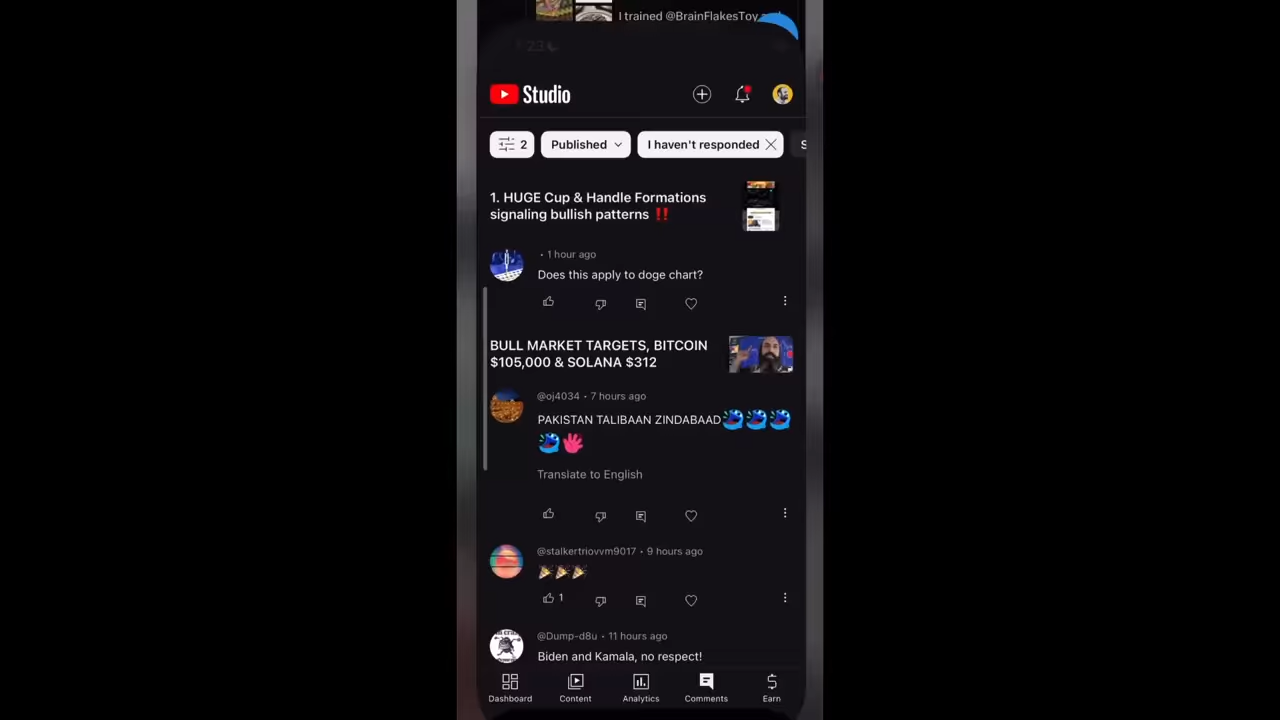 I trained @BrainFlakesToy and
23
Studio
2
Published
I haven't responded
S
1. HUGE Cup & Handle Formations
signaling bullish patterns ‼️
· 1 hour ago
Does this apply to doge chart?
BULL MARKET TARGETS, BITCOIN
$105,000 & SOLANA $312
@oj4034 · 7 hours ago
PAKISTAN TALIBAAN ZINDABAAD
Translate to English
@stalkertriovvm9017 · 9 hours ago
🎉🎉🎉
1
@Dump-d8u · 11 hours ago
Biden and Kamala, no respect!
Dashboard
Content
Analytics
Comments
Earn